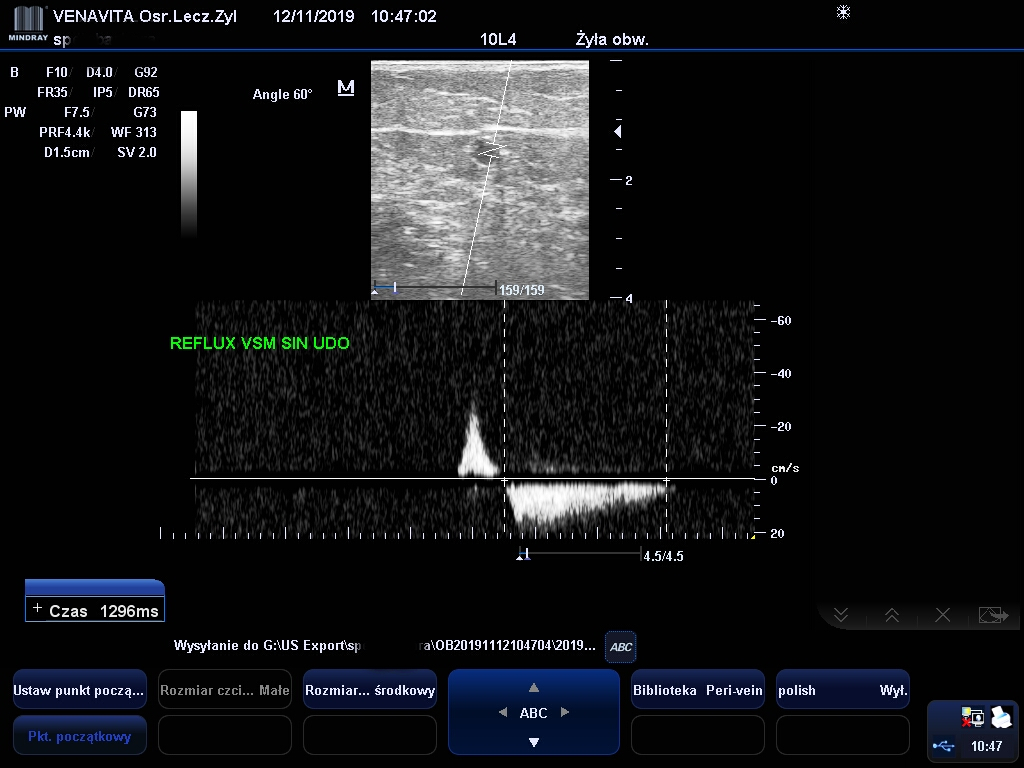 VENAVITA Osr.Lecz.Zyl 12/11/2019 10:47:02
MINDRAY sp
10L4 Żyła obw.
B F10/ D4.0/ G92
FR35/ IP5/ DR65
PW F7.5/ G73
PRF4.4k/ WF 313
D1.5cm/ SV 2.0
Angle 60°
M
2
159/159
4
-60
REFLUX VSM SIN UDO
-40
-20
cm/s
0
20
4.5/4.5
+ Czas 1296ms
Wysyłanie do G:\US Export\sp ra\OB20191112104704\2019... ABC
Ustaw punkt począ... Rozmiar czci... Małe Rozmiar... środkowy ABC Biblioteka Peri-vein polish Wył.
Pkt. początkowy
10:47